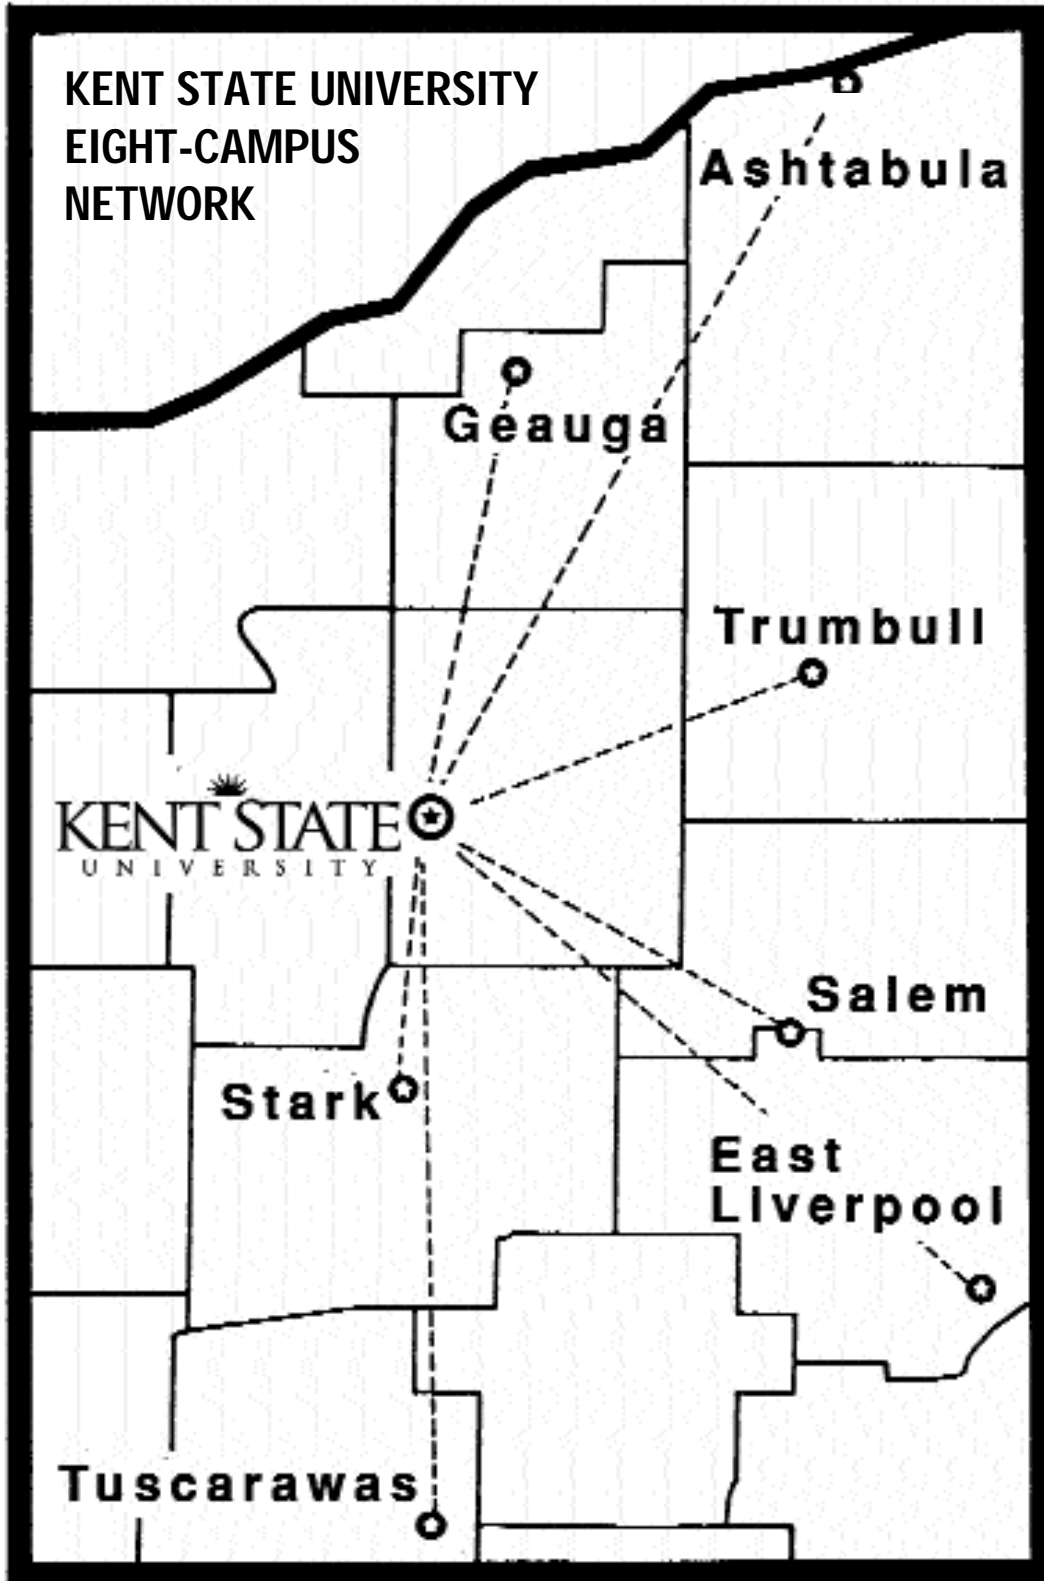 KENT STATE UNIVERSITY
EIGHT-CAMPUS
NETWORK
Ashtabula
Geauga
Trumbull
KENT STATE
UNIVERSITY
Salem
Stark
East
Liverpool
Tuscarawas